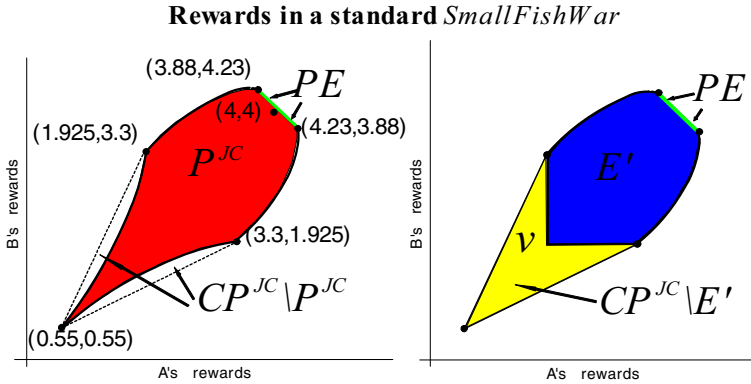 Rewards in a standard SmallFishWar
(3.88,4.23)
PE
(4,4)
(4.23,3.88)
(1.925,3.3)
P^JC
(3.3,1.925)
CP^JC\P^JC
(0.55,0.55)
B's rewards
A's rewards
PE
E'
v
CP^JC\E'
B's rewards
A's rewards